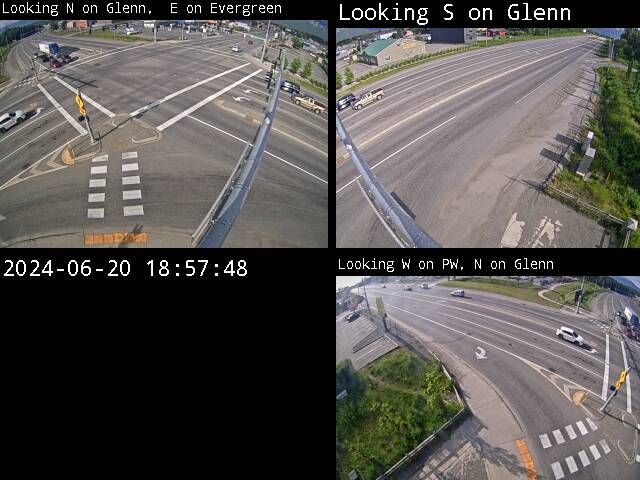 Looking N on Glenn,  E on Evergreen
Looking S on Glenn
2024-06-20 18:57:48
Looking W on PW, N on Glenn